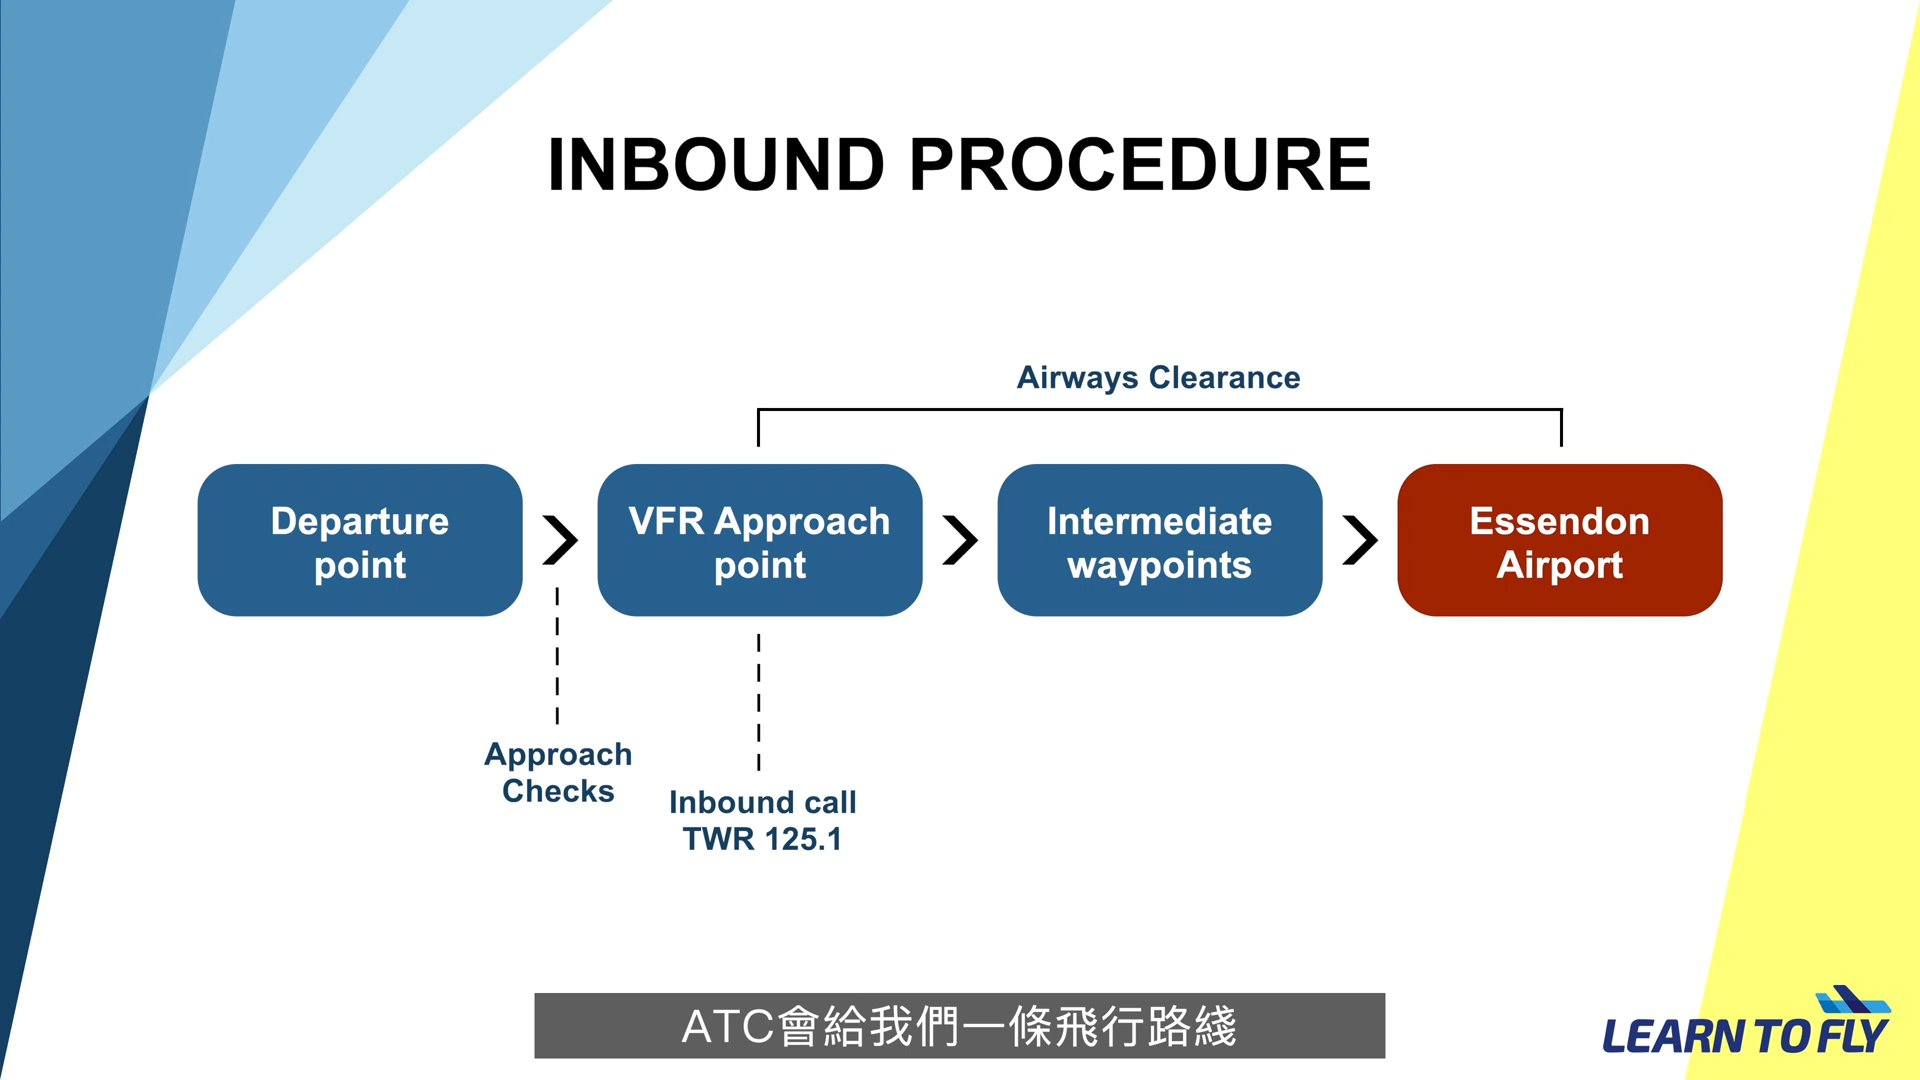 INBOUND PROCEDURE
Airways Clearance
Departure
point
VFR Approach
point
Intermediate
waypoints
Essendon
Airport
Approach
Checks
Inbound call
TWR 125.1
ATC會給我們一條飛行路綫
LEARN TO FLY